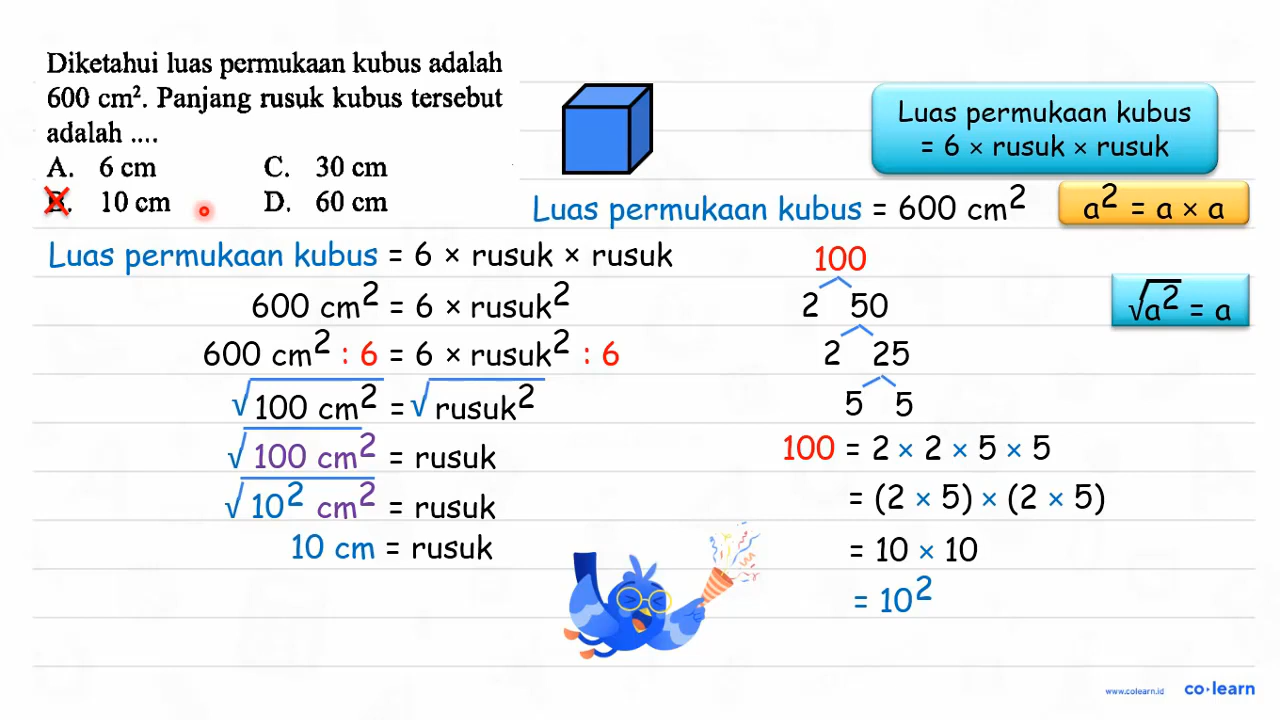 Diketahui luas permukaan kubus adalah
600 cm². Panjang rusuk kubus tersebut
adalah ....
A. 6 cm C. 30 cm
B. 10 cm D. 60 cm
Luas permukaan kubus
= 6 × rusuk × rusuk
Luas permukaan kubus = 600 cm²
a² = a × a
√a² = a
Luas permukaan kubus = 6 × rusuk × rusuk
600 cm² = 6 × rusuk²
600 cm² : 6 = 6 × rusuk² : 6
√100 cm² = √rusuk²
√100 cm² = rusuk
√10² cm² = rusuk
10 cm = rusuk
100
2 50
2 25
5 5
100 = 2 × 2 × 5 × 5
= (2 × 5) × (2 × 5)
= 10 × 10
= 10²
www.colearn.id co·learn